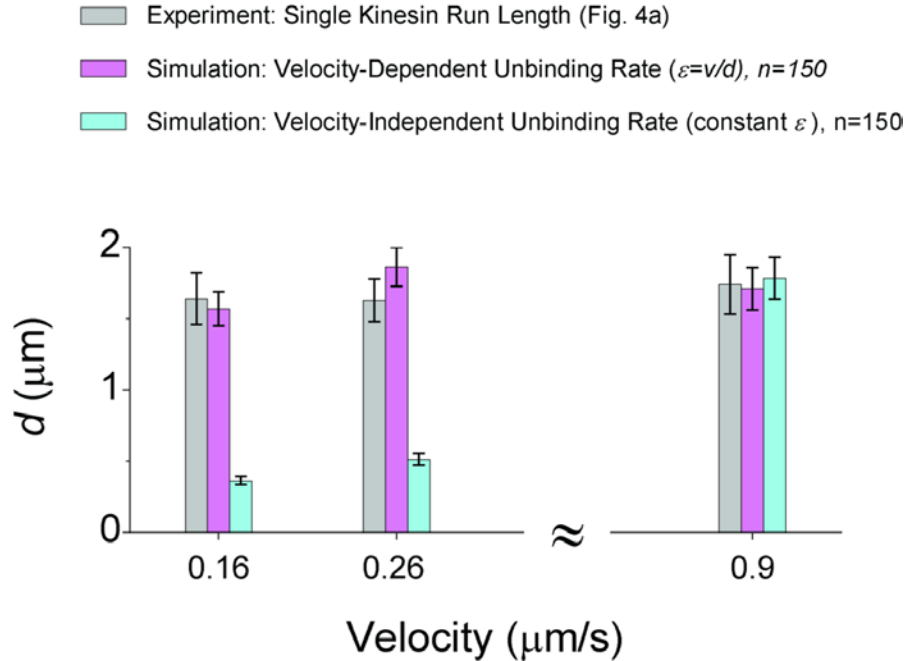 Experiment: Single Kinesin Run Length (Fig. 4a)
Simulation: Velocity-Dependent Unbinding Rate (ε=v/d), n=150
Simulation: Velocity-Independent Unbinding Rate (constant ε ), n=150
2
1
0
d (μm)
0.16 0.26 ≈ 0.9
Velocity (μm/s)